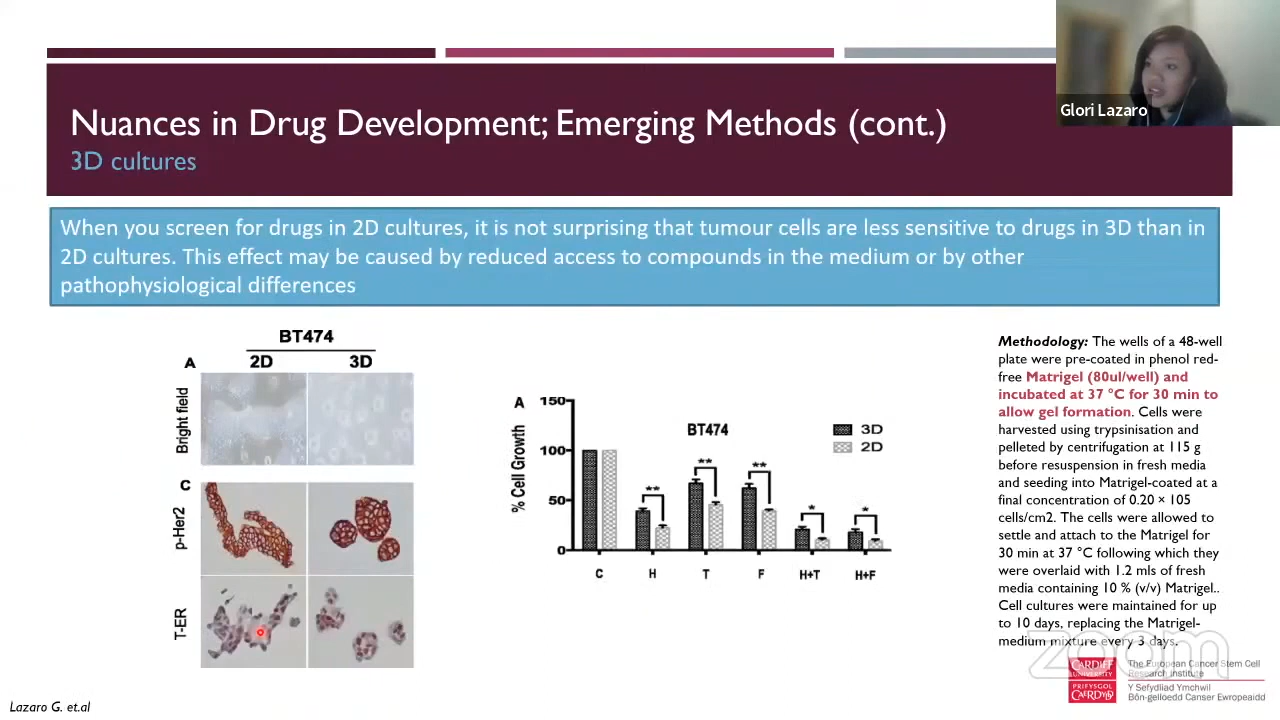 Glori Lazaro
Nuances in Drug Development; Emerging Methods (cont.)
3D cultures
When you screen for drugs in 2D cultures, it is not surprising that tumour cells are less sensitive to drugs in 3D than in
2D cultures. This effect may be caused by reduced access to compounds in the medium or by other
pathophysiological differences
BT474
A 2D 3D
Bright field
C
p-Her2
T-ER
A
BT474
3D
2D
% Cell Growth
150
100
50
0
** ** ** * *
C H T F H+T H+F
Methodology: The wells of a 48-well
plate were pre-coated in phenol red-
free Matrigel (80ul/well) and
incubated at 37 °C for 30 min to
allow gel formation. Cells were
harvested using trypsinisation and
pelleted by centrifugation at 115 g
before resuspension in fresh media
and seeding into Matrigel-coated at a
final concentration of 0.20 × 105
cells/cm2. The cells were allowed to
settle and attach to the Matrigel for
30 min at 37 °C following which they
were overlaid with 1.2 mls of fresh
media containing 10 % (v/v) Matrigel..
Cell cultures were maintained for up
to 10 days, replacing the Matrigel-
medium mixture every 3 days.
zoom
CARDIFF
UNIVERSITY
PRIFYSGOL
CAERDYDD
The European Cancer Stem Cell
Research Institute
Y Sefydliad Ymchwil
Bôn-gelloedd Canser Ewropeaidd
Lazaro G. et.al